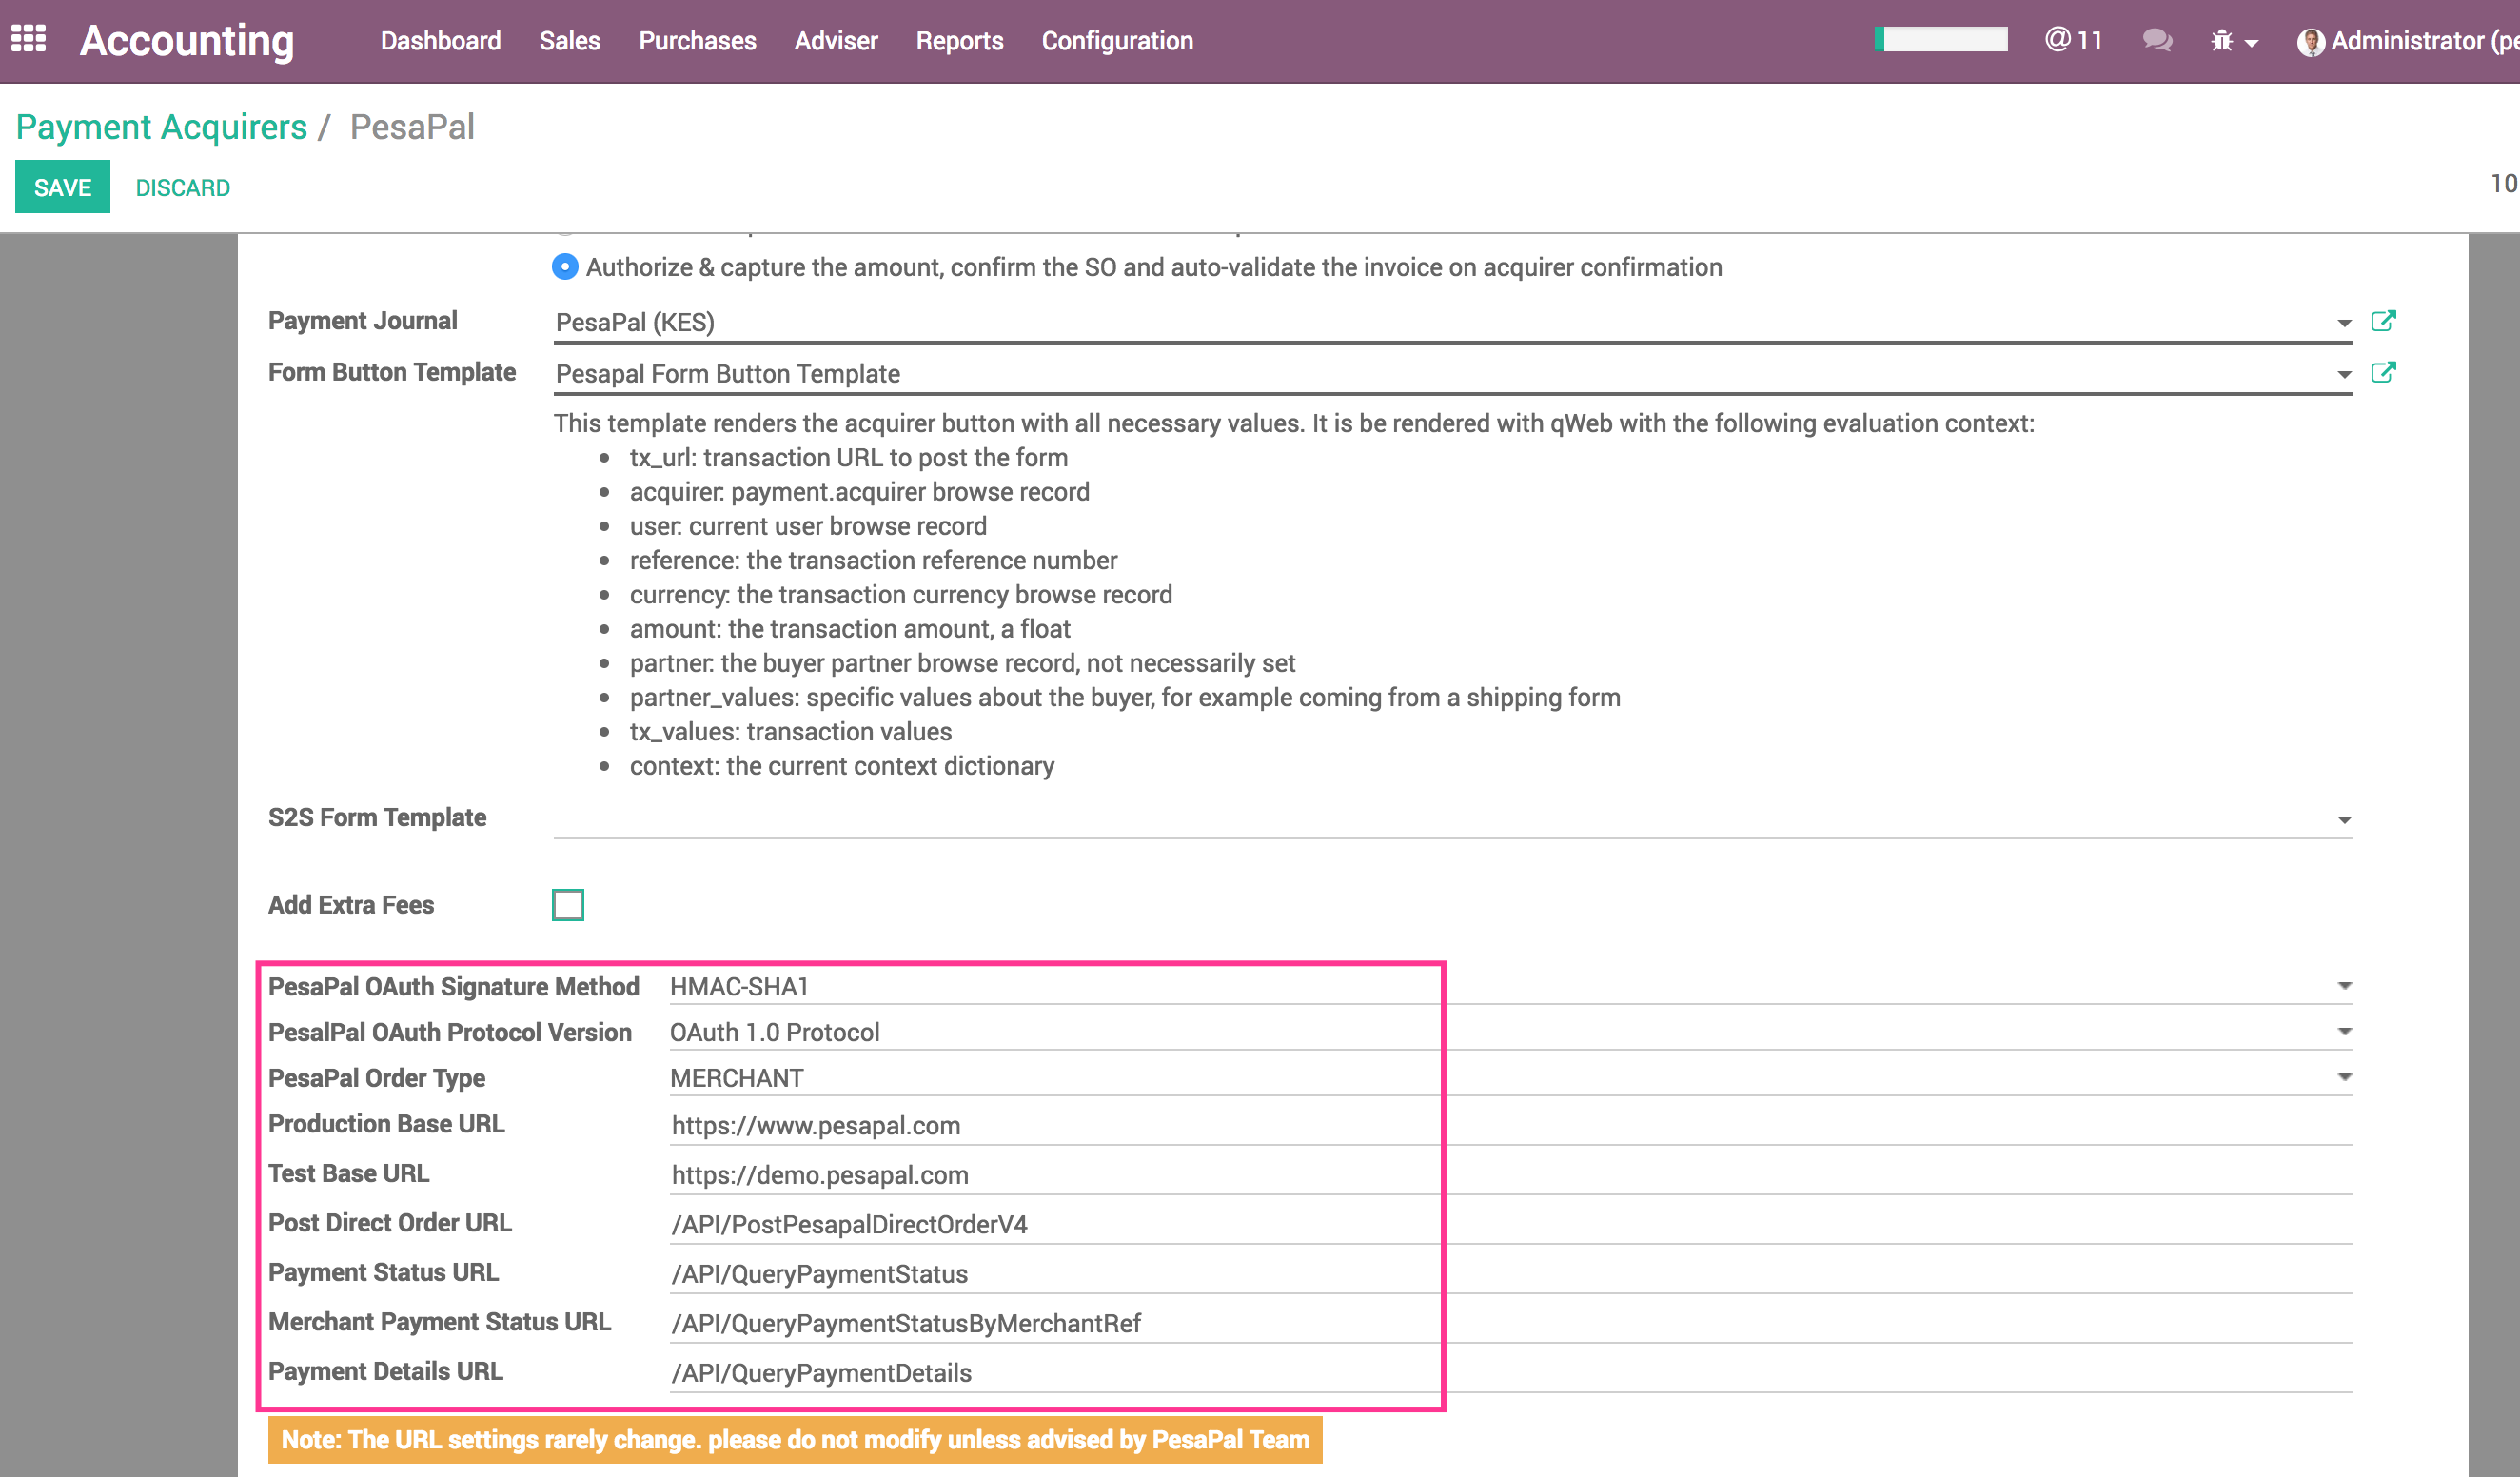 Accounting Dashboard Sales Purchases Adviser Reports Configuration @ 11 Administrator (pe
Payment Acquirers / PesaPal
SAVE DISCARD 10
Authorize & capture the amount, confirm the SO and auto-validate the invoice on acquirer confirmation
Payment Journal PesaPal (KES)
Form Button Template Pesapal Form Button Template
This template renders the acquirer button with all necessary values. It is be rendered with qWeb with the following evaluation context:
• tx_url: transaction URL to post the form
• acquirer: payment.acquirer browse record
• user: current user browse record
• reference: the transaction reference number
• currency: the transaction currency browse record
• amount: the transaction amount, a float
• partner: the buyer partner browse record, not necessarily set
• partner_values: specific values about the buyer, for example coming from a shipping form
• tx_values: transaction values
• context: the current context dictionary
S2S Form Template
Add Extra Fees
PesaPal OAuth Signature Method HMAC-SHA1
PesalPal OAuth Protocol Version OAuth 1.0 Protocol
PesaPal Order Type MERCHANT
Production Base URL https://www.pesapal.com
Test Base URL https://demo.pesapal.com
Post Direct Order URL /API/PostPesapalDirectOrderV4
Payment Status URL /API/QueryPaymentStatus
Merchant Payment Status URL /API/QueryPaymentStatusByMerchantRef
Payment Details URL /API/QueryPaymentDetails
Note: The URL settings rarely change. please do not modify unless advised by PesaPal Team